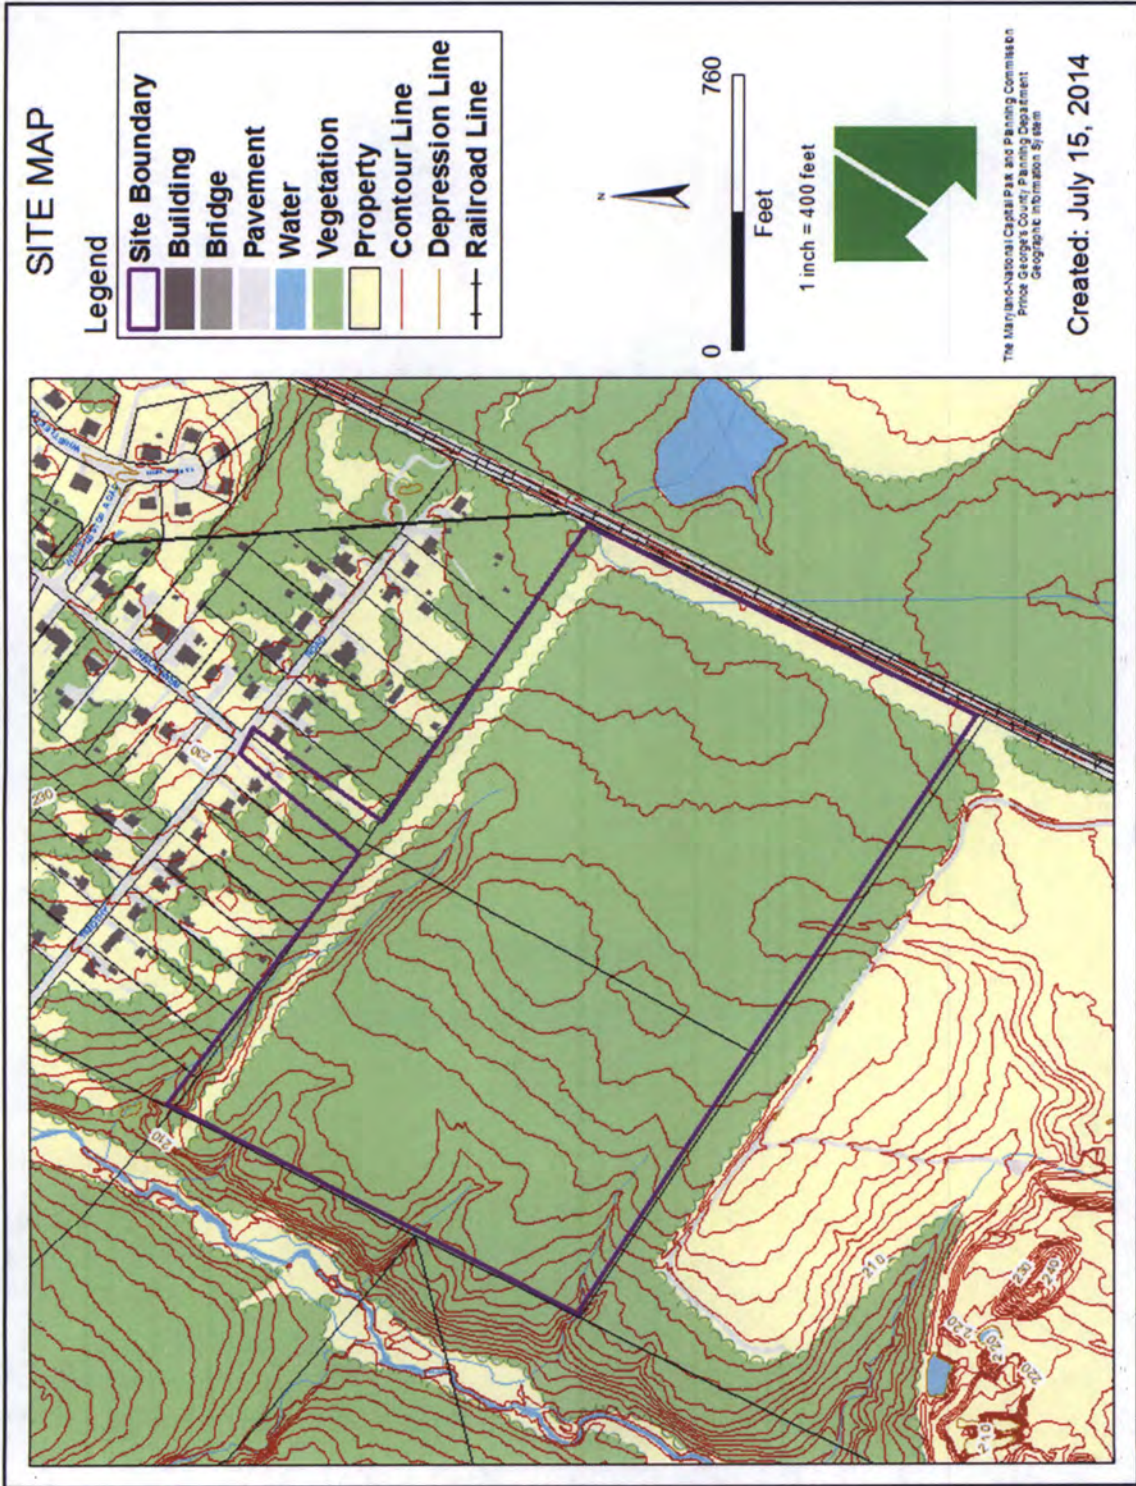 SITE MAP
Legend
Site Boundary
Building
Bridge
Pavement
Water
Vegetation
Property
Contour Line
Depression Line
Railroad Line
N
0
760
Feet
1 inch = 400 feet
The Maryland-National Capital Park and Planning Commission
Prince George's County Planning Department
Geographic Information System
Created: July 15, 2014
230
230
210
210
230
240
220
220
220
210